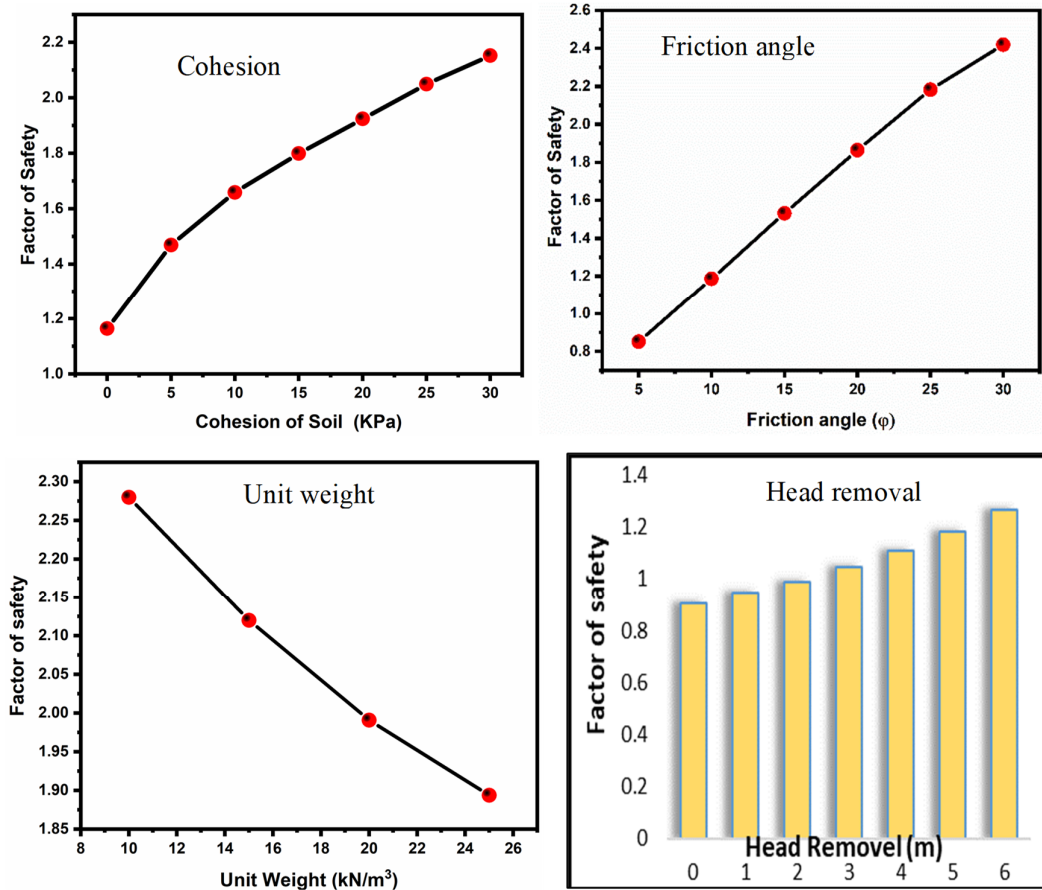 Cohesion
Factor of Safety
2.2
2.0
1.8
1.6
1.4
1.2
1.0
0 5 10 15 20 25 30
Cohesion of Soil (KPa)
Friction angle
Factor of Safety
2.6
2.4
2.2
2.0
1.8
1.6
1.4
1.2
1.0
0.8
5 10 15 20 25 30
Friction angle (φ)
Unit weight
Factor of safety
2.30
2.25
2.20
2.15
2.10
2.05
2.00
1.95
1.90
1.85
8 10 12 14 16 18 20 22 24 26
Unit Weight (kN/m³)
Head removal
Factor of safety
1.4
1.2
1
0.8
0.6
0.4
0.2
0
Head Removel (m)
0 1 2 3 4 5 6